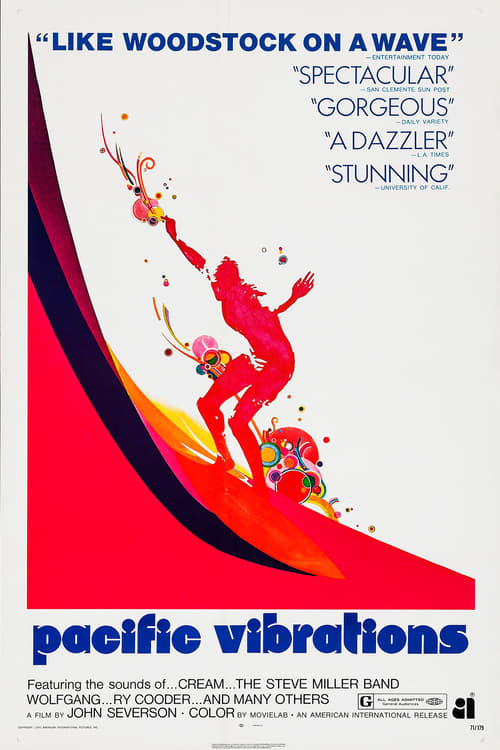 "LIKE WOODSTOCK ON A WAVE"
—ENTERTAINMENT TODAY
"SPECTACULAR"
—SAN CLEMENTE SUN POST
"GORGEOUS"
—DAILY VARIETY
"A DAZZLER"
—L.A. TIMES
"STUNNING"
—UNIVERSITY OF CALIF.
pacific vibrations
Featuring the sounds of...CREAM...THE STEVE MILLER BAND
WOLFGANG...RY COODER...AND MANY OTHERS
A FILM BY JOHN SEVERSON · COLOR BY MOVIELAB · AN AMERICAN INTERNATIONAL RELEASE
G ALL AGES ADMITTED
General Audiences
ai
71/179